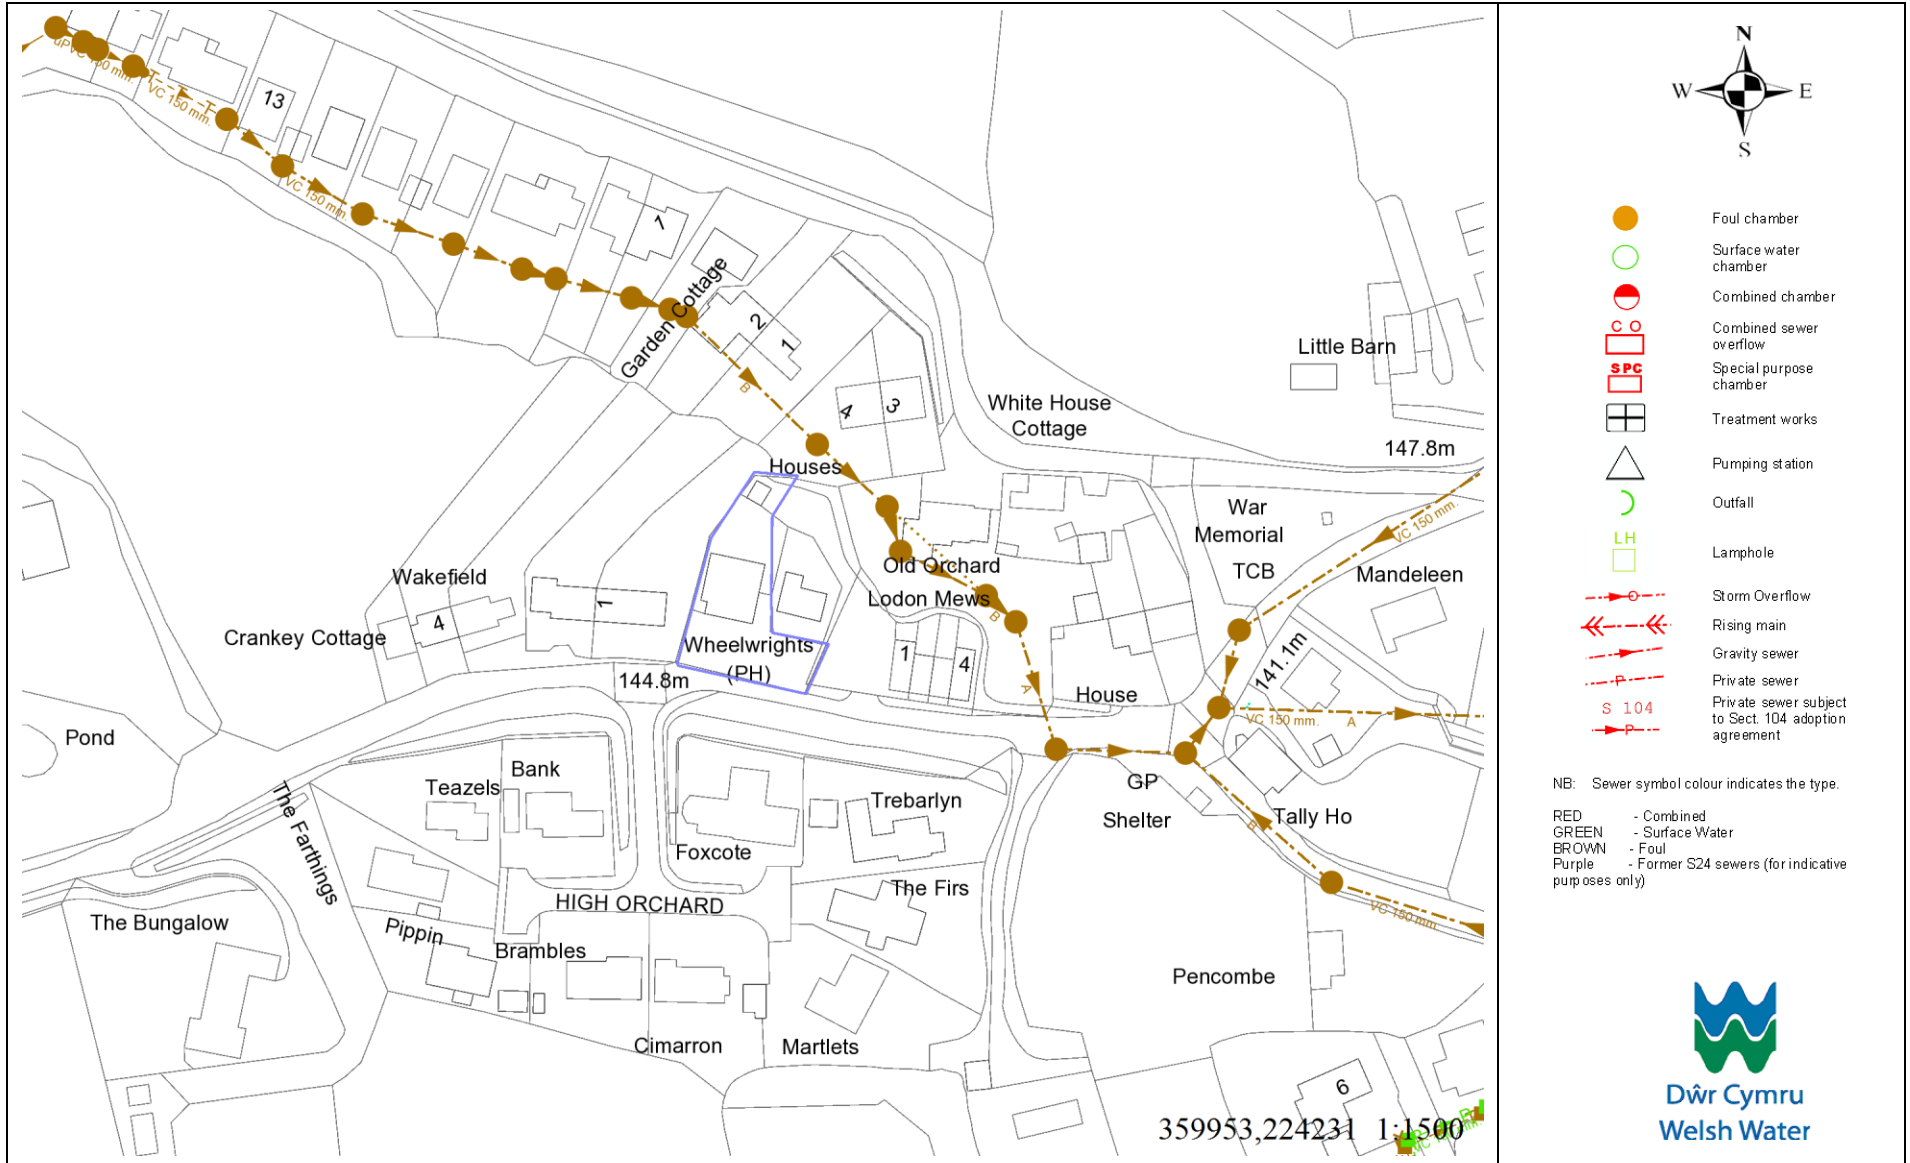 uPVC 150 mm.
VC 150 mm.
13
VC 150 mm.
7
Garden Cottage
2
1
B
4
3
Houses
White House
Cottage
Little Barn
147.8m
War
Memorial
TCB
VC 150 mm.
Mandeleen
Old Orchard
Lodon Mews
B
Wakefield
4
1
Crankey Cottage
Wheelwrights
(PH)
144.8m
1
4
A
House
141.1m
VC 150 mm.
A
Pond
The Farthings
Teazels
Bank
Foxcote
Trebarlyn
GP
Shelter
Tally Ho
B
VC 150 mm.
The Firs
HIGH ORCHARD
The Bungalow
Pippin
Brambles
Cimarron
Martlets
Pencombe
6
359953,224231 1:1500
N
W
E
S
Foul chamber
Surface water
chamber
Combined chamber
C O
Combined sewer
overflow
SPC
Special purpose
chamber
Treatment works
Pumping station
Outfall
LH
Lamphole
Storm Overflow
Rising main
Gravity sewer
P
Private sewer
S 104
Private sewer subject
to Sect. 104 adoption
agreement
P
NB: Sewer symbol colour indicates the type.
RED - Combined
GREEN - Surface Water
BROWN - Foul
Purple - Former S24 sewers (for indicative
purposes only)
Dŵr Cymru
Welsh Water